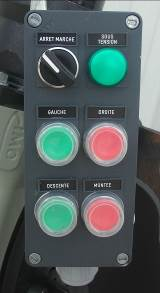 ARRET MARCHE
SOUS
TENSION
GAUCHE
DROITE
DESCENTE
MONTEE